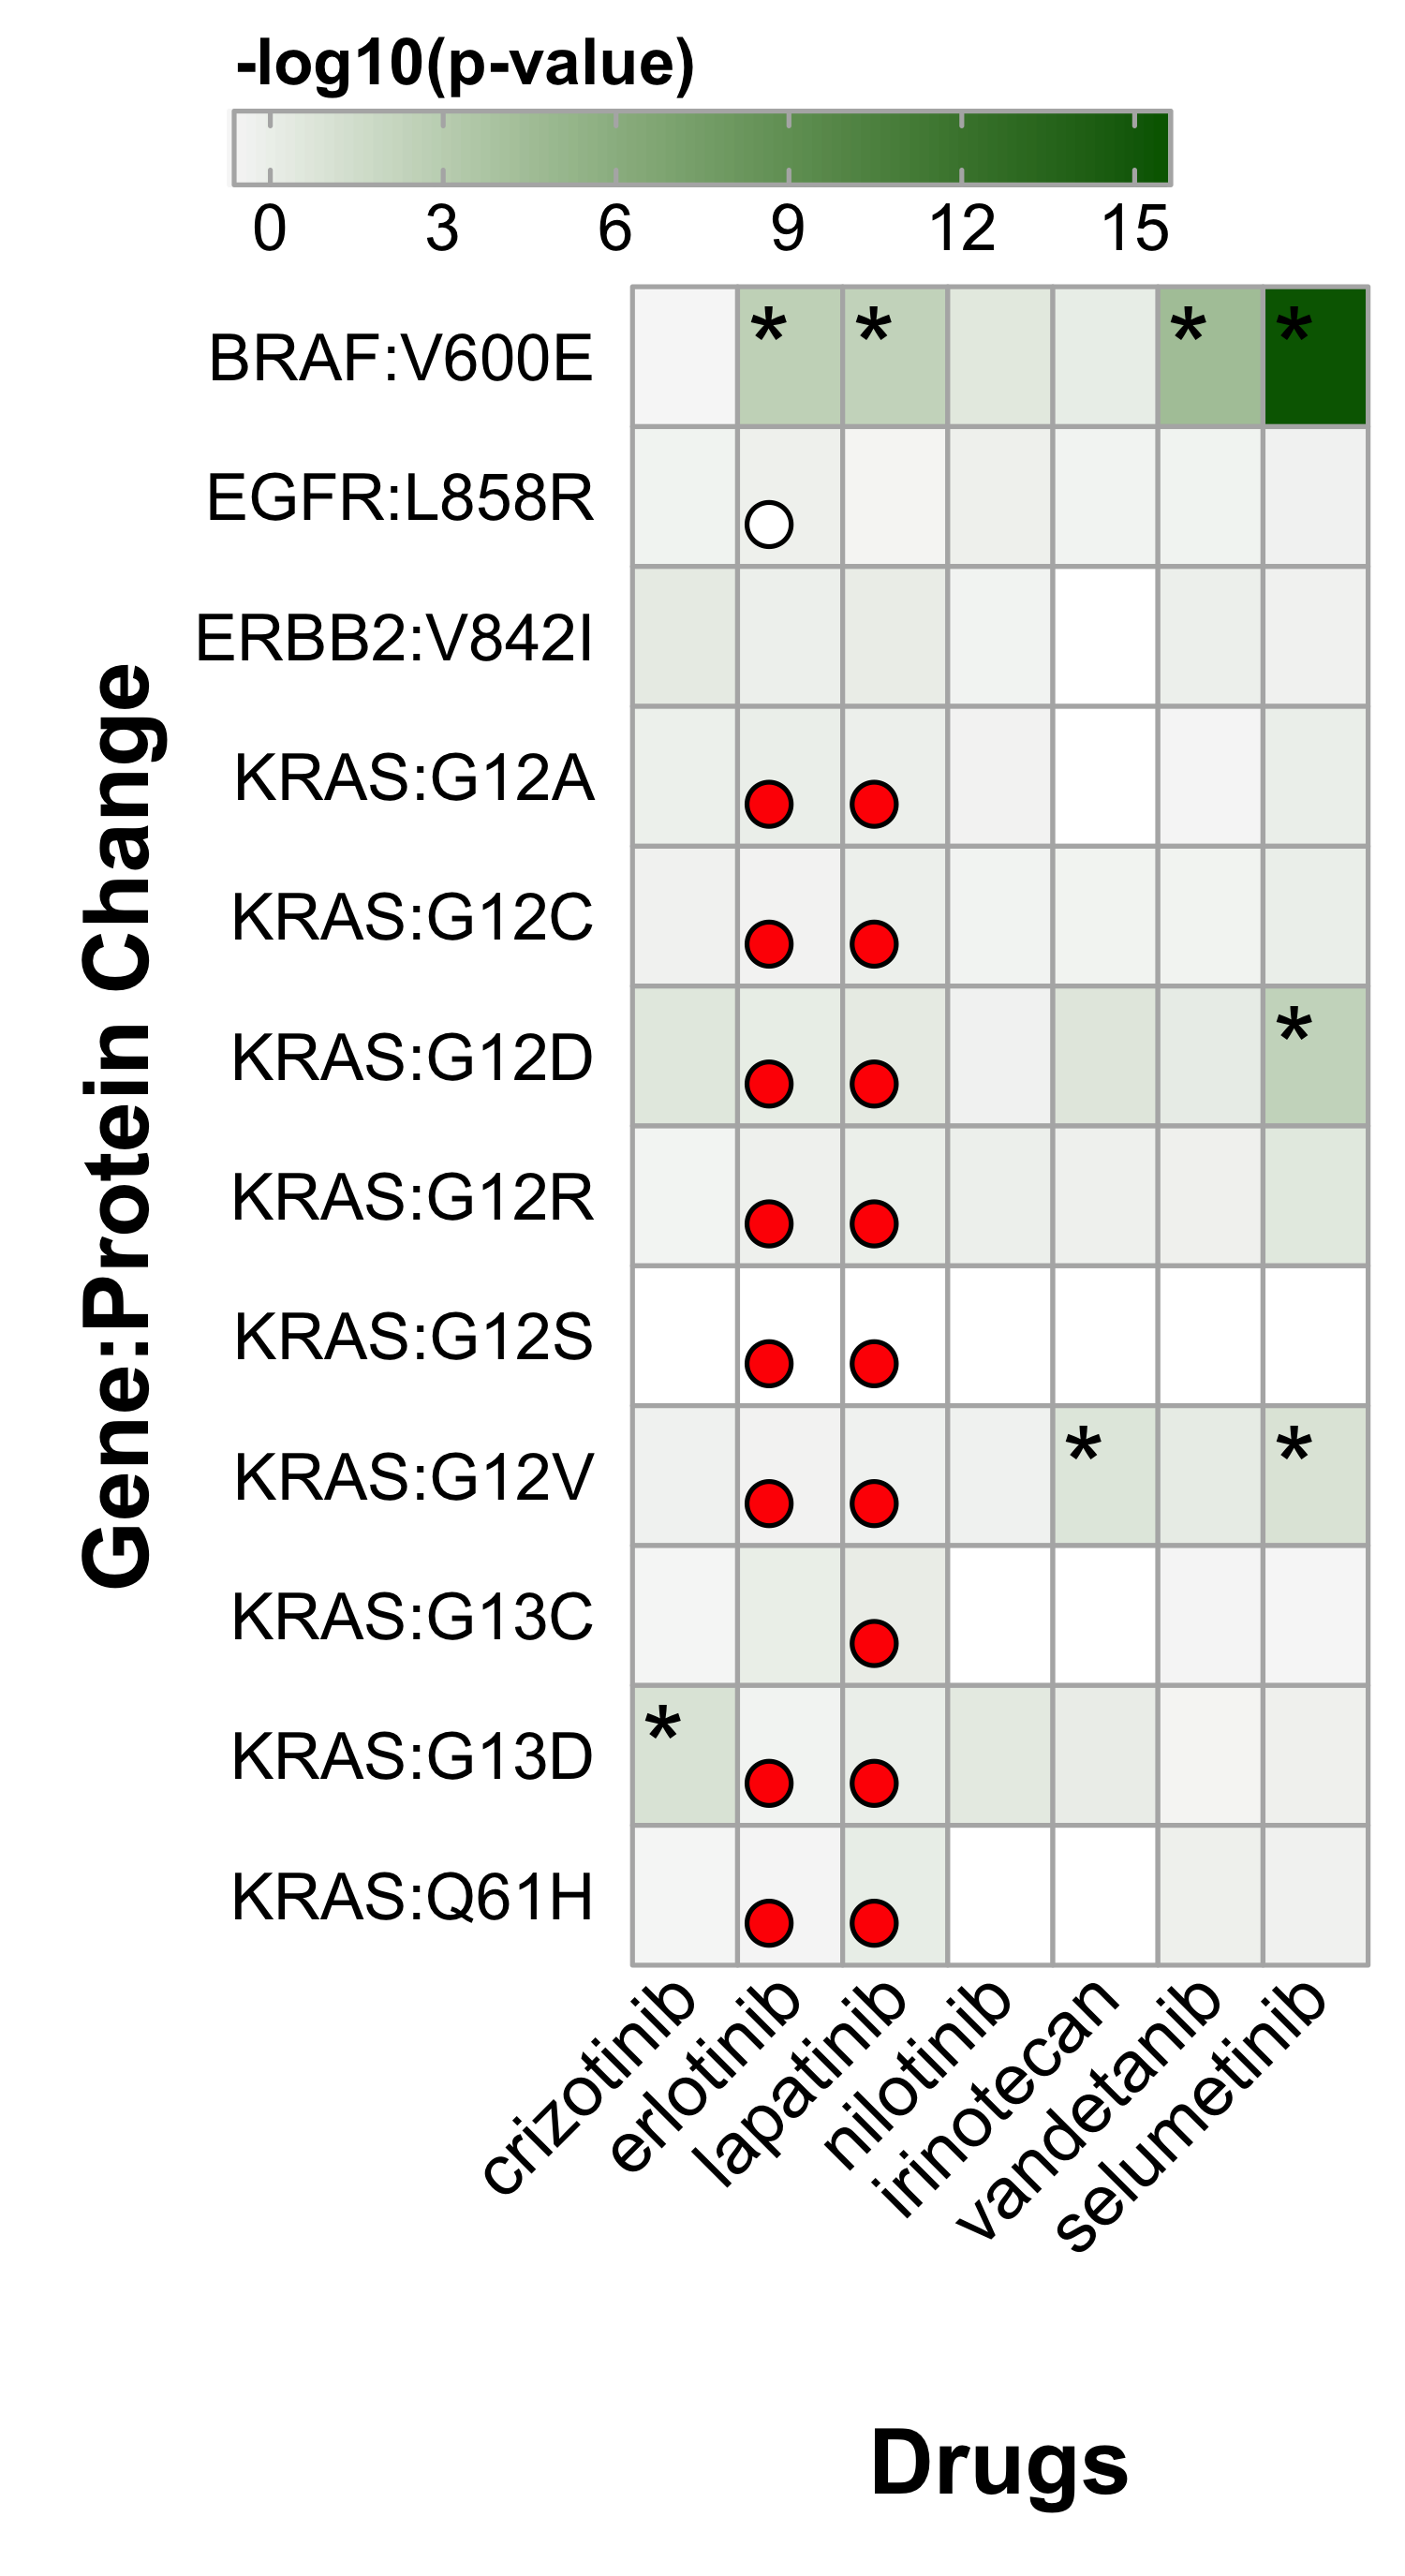 -log10(p-value)
0 3 6 9 12 15
BRAF:V600E * * * *
EGFR:L858R
ERBB2:V842I
KRAS:G12A
KRAS:G12C
KRAS:G12D *
KRAS:G12R
KRAS:G12S
KRAS:G12V * *
KRAS:G13C
KRAS:G13D *
KRAS:Q61H
Gene:Protein Change
crizotinib
erlotinib
lapatinib
nilotinib
irinotecan
vandetanib
selumetinib
Drugs